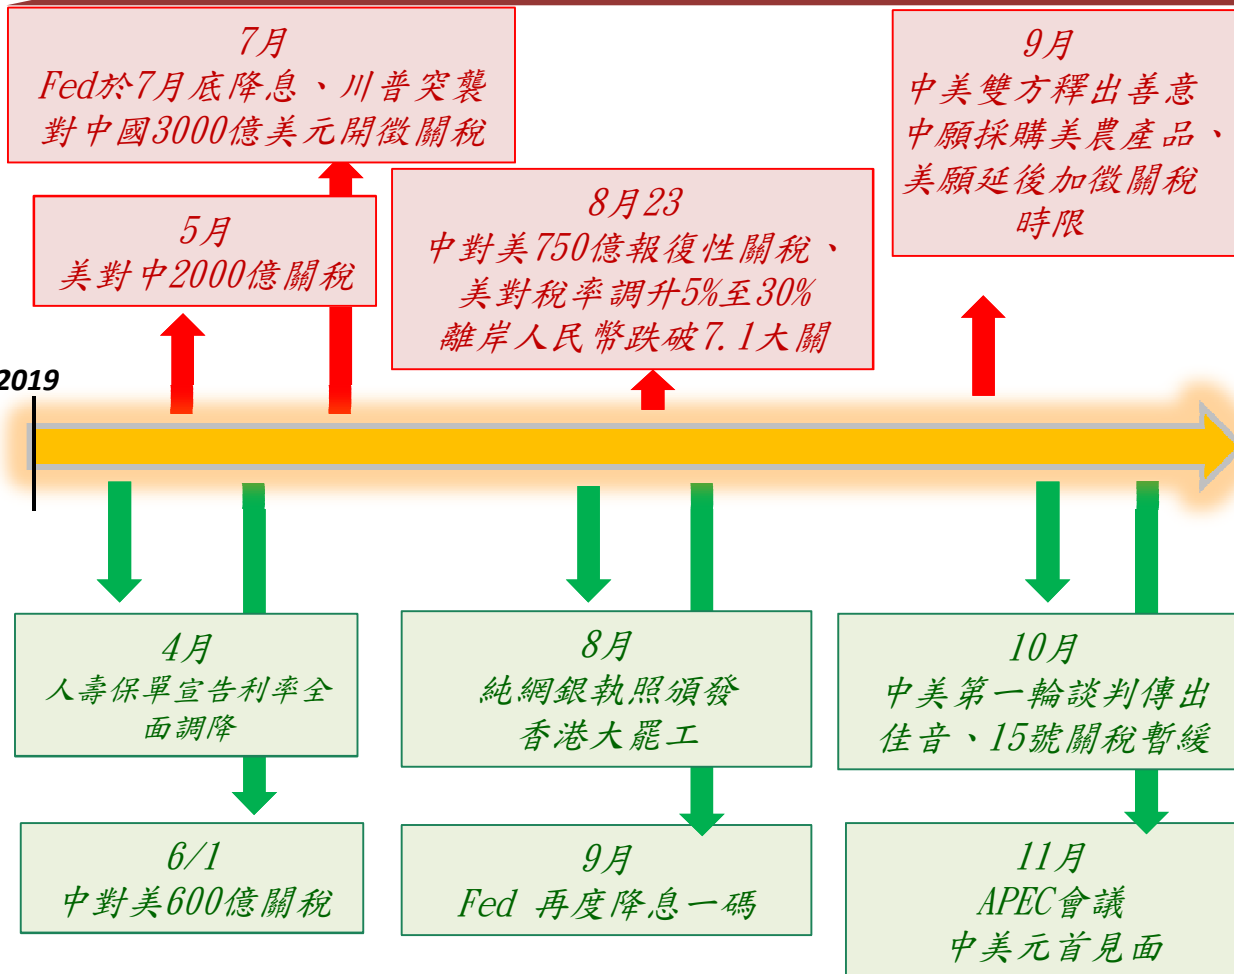 7月
Fed於7月底降息、川普突襲
對中國3000億美元開徵關稅
9月
中美雙方釋出善意
中願採購美農產品、
美願延後加徵關稅
時限
5月
美對中2000億關稅
8月23
中對美750億報復性關稅、
美對稅率調升5%至30%
離岸人民幣跌破7.1大關
2019
4月
人壽保單宣告利率全
面調降
8月
純網銀執照頒發
香港大罷工
10月
中美第一輪談判傳出
佳音、15號關稅暫緩
6/1
中對美600億關稅
9月
Fed 再度降息一碼
11月
APEC會議
中美元首見面